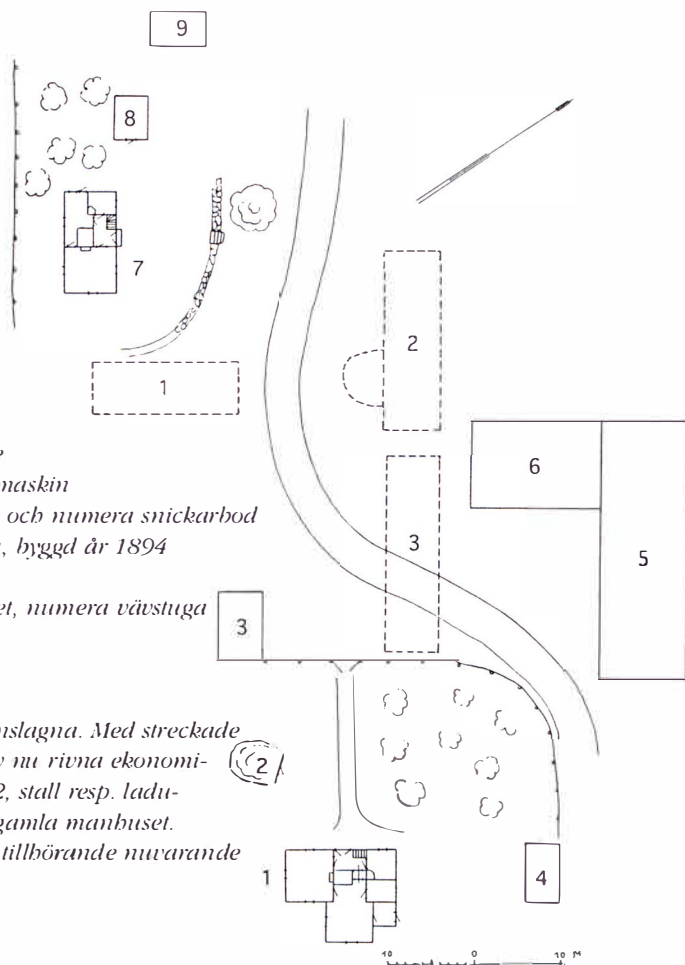 9
8
7
2
1
6
maskin
och numera snickarbod
, byggd år 1894
3
5
et, numera vävstuga
3
nslagna. Med streckade
v nu rivna ekonomi-
2
2, stall resp. ladu-
gamla manhuset.
tillhörande nuvarande
1
4
10 0 10 M